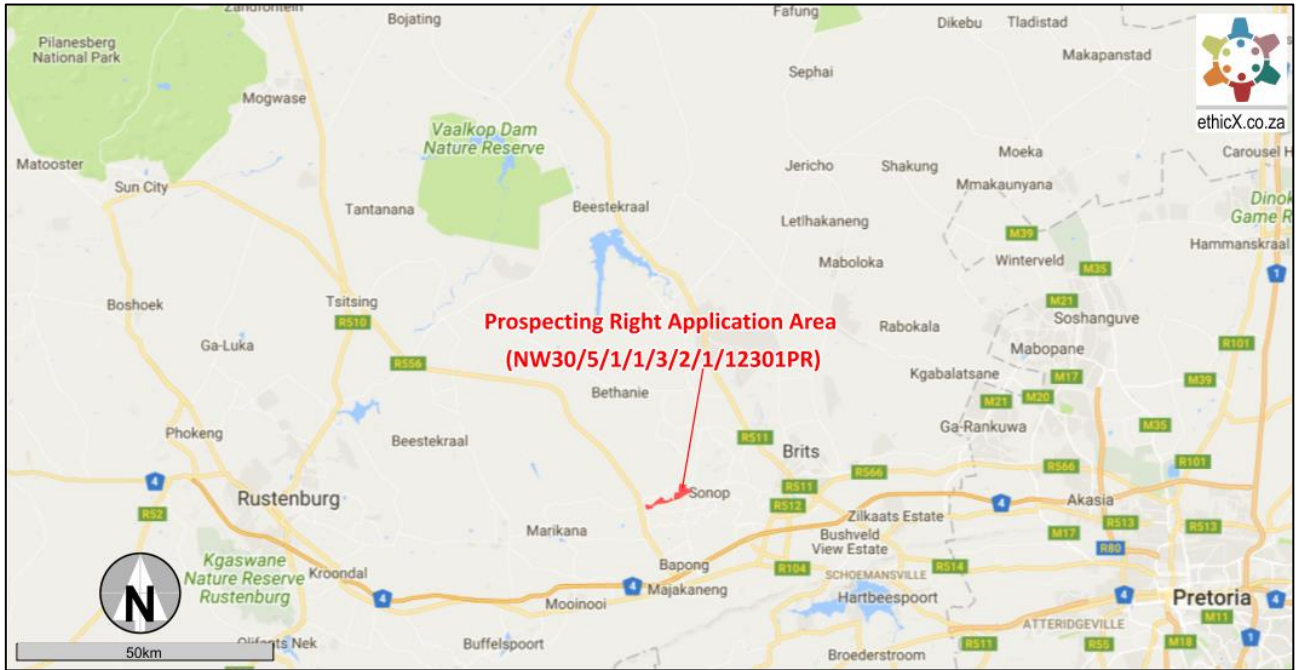 Zandfontein
Bojating
Fafung
Dikebu
Tladistad
Pilanesberg
National Park
Makapanstad
Sephai
ethicX.co.za
Mogwase
Vaalkop Dam
Nature Reserve
Matooster
Jericho
Shakung
Moeka
Carousel H
Sun City
Mmakaunyana
Tantanana
Beestekraal
Letlhakaneng
Dinok
Game R
M39
Hammanskraal
Winterveld
M35
Maboloka
1
Boshoek
Tsitsing
M21
R510
Soshanguve
Prospecting Right Application Area
(NW30/5/1/1/3/2/1/12301PR)
Rabokala
Ga-Luka
R101
Mabopane
R556
Kgabalatsane
M17
M39
Bethanie
M21
M20
Phokeng
Beestekraal
R511
Ga-Rankuwa
M35
Brits
4
R566
R566
R101
Rustenburg
R511
Sonop
4
Akasia
R52
R512
Zilkaats Estate
Marikana
Bushveld
View Estate
M17
R513
R513
R80
Kgaswane
Nature Reserve
Rustenburg
Kroondal
Bapong
R104
R514
SCHOEMANSVILLE
4
4
Majakaneng
Hartbeespoort
4
Pretoria
4
N
Mooinooi
M11
ATTERIDGEVILLE
Olifants Nek
Buffelspoort
R511
R55
M18
1
50km
Broederstroom